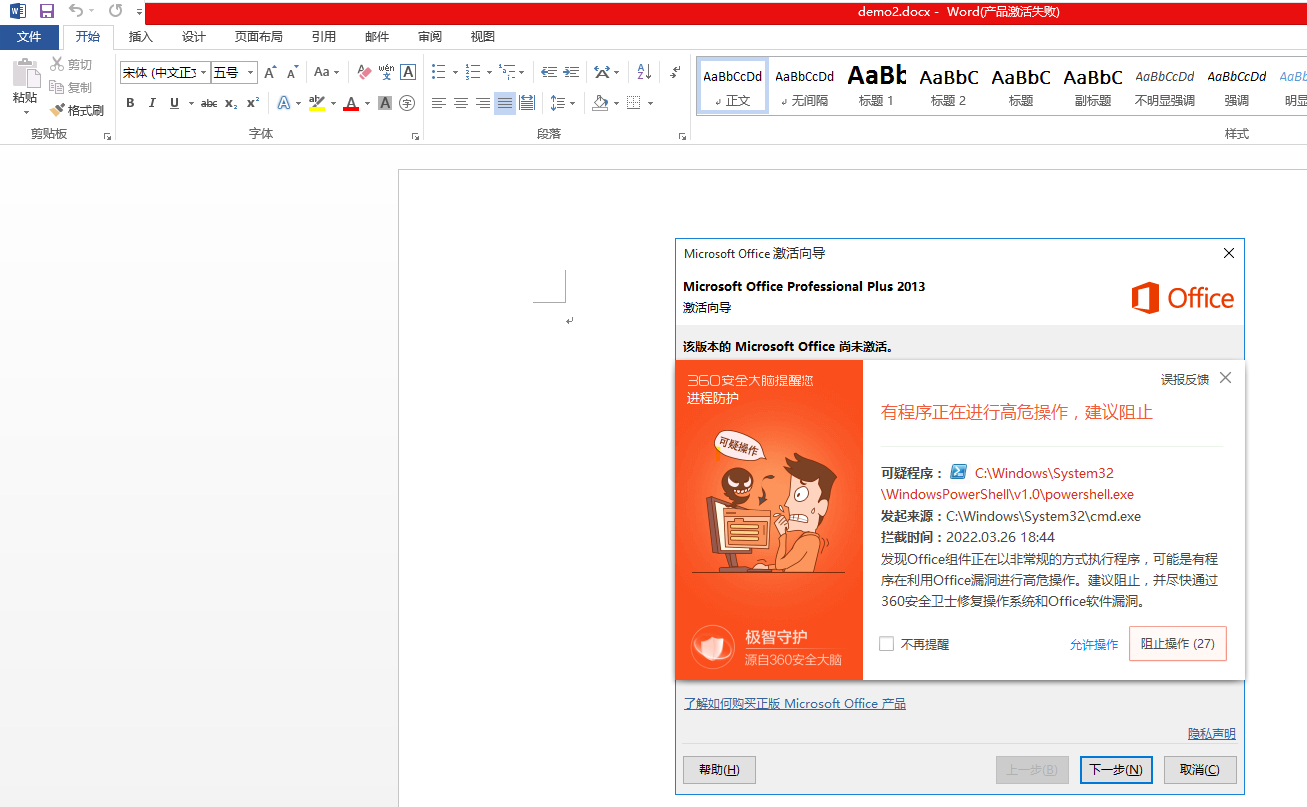 demo2.docx - Word(产品激活失败)
文件 开始 插入 设计 页面布局 引用 邮件 审阅 视图
粘贴
剪切
复制
格式刷
剪贴板
宋体 (中文正文 五号
Aa wén 文 A
B I U abc X₂ X² A aby A A 字
字体
段落
AaBbCcDd AaBbCcDd AaBb AaBbC AaBbC AaBbC AaBbCcDd AaBbCcDd AaBb
正文 无间隔 标题 1 标题 2 标题 副标题 不明显强调 强调 明显
样式
Microsoft Office 激活向导
Microsoft Office Professional Plus 2013
激活向导
Office
该版本的 Microsoft Office 尚未激活。
360安全大脑提醒您
进程防护
可疑操作
极智守护
源自360安全大脑
误报反馈
有程序正在进行高危操作，建议阻止
可疑程序： C:\Windows\System32
\WindowsPowerShell\v1.0\powershell.exe
发起来源：C:\Windows\System32\cmd.exe
拦截时间：2022.03.26 18:44
发现Office组件正在以非常规的方式执行程序，可能是有程
序在利用Office漏洞进行高危操作。建议阻止，并尽快通过
360安全卫士修复操作系统和Office软件漏洞。
不再提醒 允许操作 阻止操作 (27)
了解如何购买正版 Microsoft Office 产品
隐私声明
帮助(H) 上一步(B) 下一步(N) 取消(C)